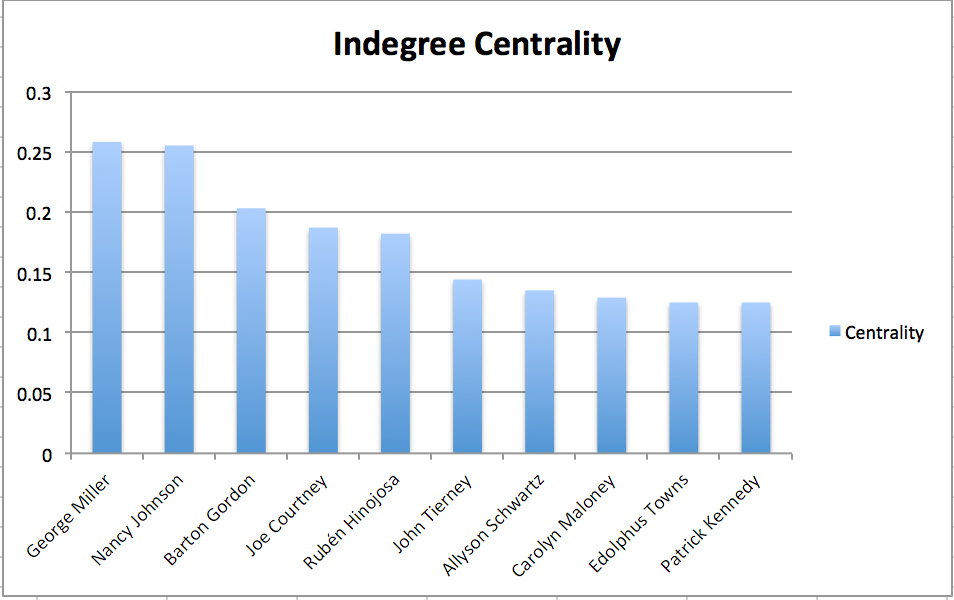 Indegree Centrality
0.3
0.25
0.2
0.15
0.1
0.05
0
Centrality
George Miller
Nancy Johnson
Barton Gordon
Joe Courtney
Rubén Hinojosa
John Tierney
Allyson Schwartz
Carolyn Maloney
Edolphus Towns
Patrick Kennedy